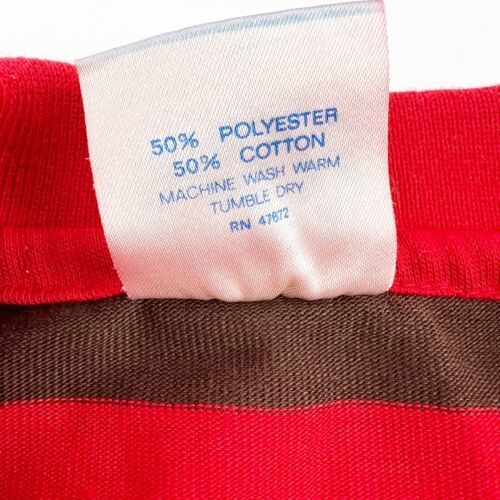 50% POLYESTER
50% COTTON
MACHINE WASH WARM
TUMBLE DRY
RN 47672